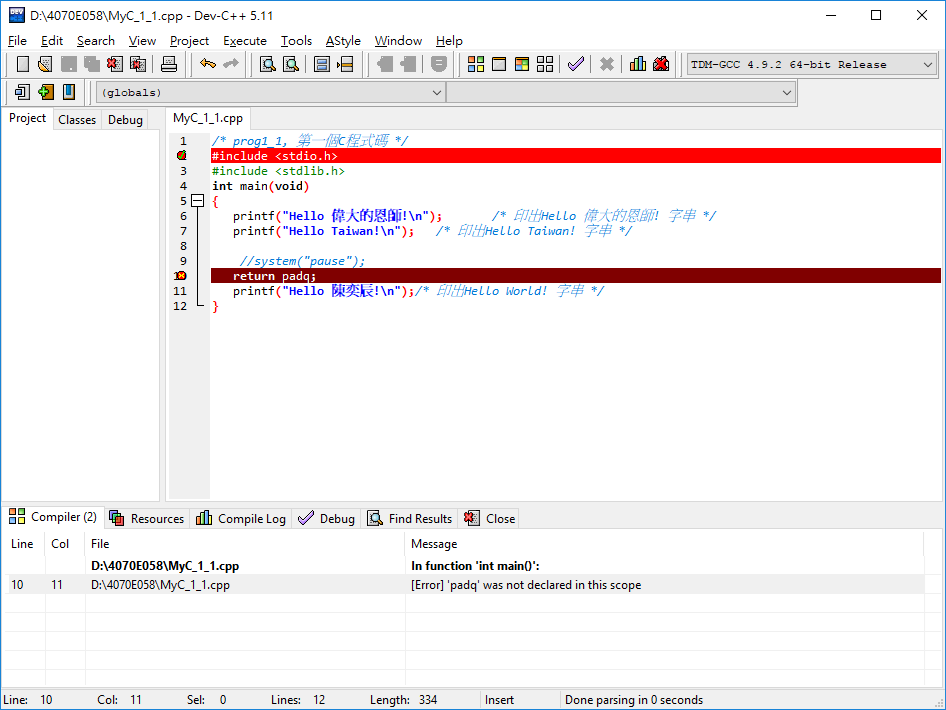 D:\4070E058\MyC_1_1.cpp - Dev-C++ 5.11
File Edit Search View Project Execute Tools AStyle Window Help
TDM-GCC 4.9.2 64-bit Release
(globals)
Project Classes Debug
MyC_1_1.cpp
1 /* prog1_1, 第一個C程式碼 */
#include <stdio.h>
3 #include <stdlib.h>
4 int main(void)
5 {
6 printf("Hello 偉大的恩師!\n"); /* 印出Hello 偉大的恩師! 字串 */
7 printf("Hello Taiwan!\n"); /* 印出Hello Taiwan! 字串 */
8
9 //system("pause");
10 return padq;
11 printf("Hello 陳奕辰!\n");/* 印出Hello World! 字串 */
12 }
Compiler (2) Resources Compile Log Debug Find Results Close
Line Col File Message
D:\4070E058\MyC_1_1.cpp In function 'int main()':
10 11 D:\4070E058\MyC_1_1.cpp [Error] 'padq' was not declared in this scope
Line: 10 Col: 11 Sel: 0 Lines: 12 Length: 334 Insert Done parsing in 0 seconds